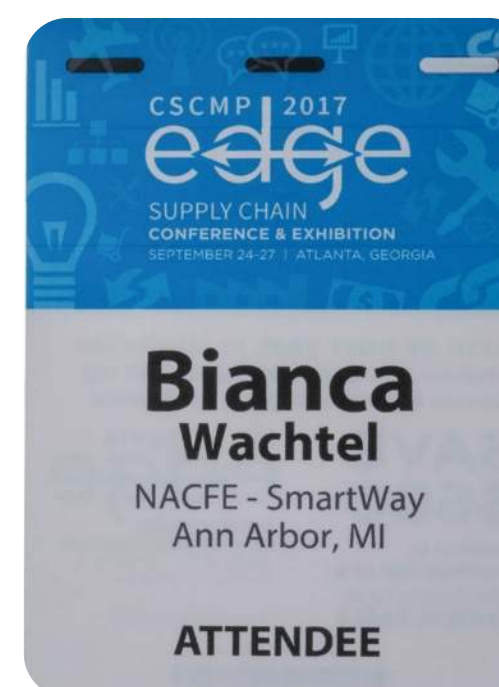 CSCMP 2017
edge
SUPPLY CHAIN
CONFERENCE & EXHIBITION
SEPTEMBER 24-27 | ATLANTA, GEORGIA
Bianca
Wachtel
NACFE - SmartWay
Ann Arbor, MI
ATTENDEE